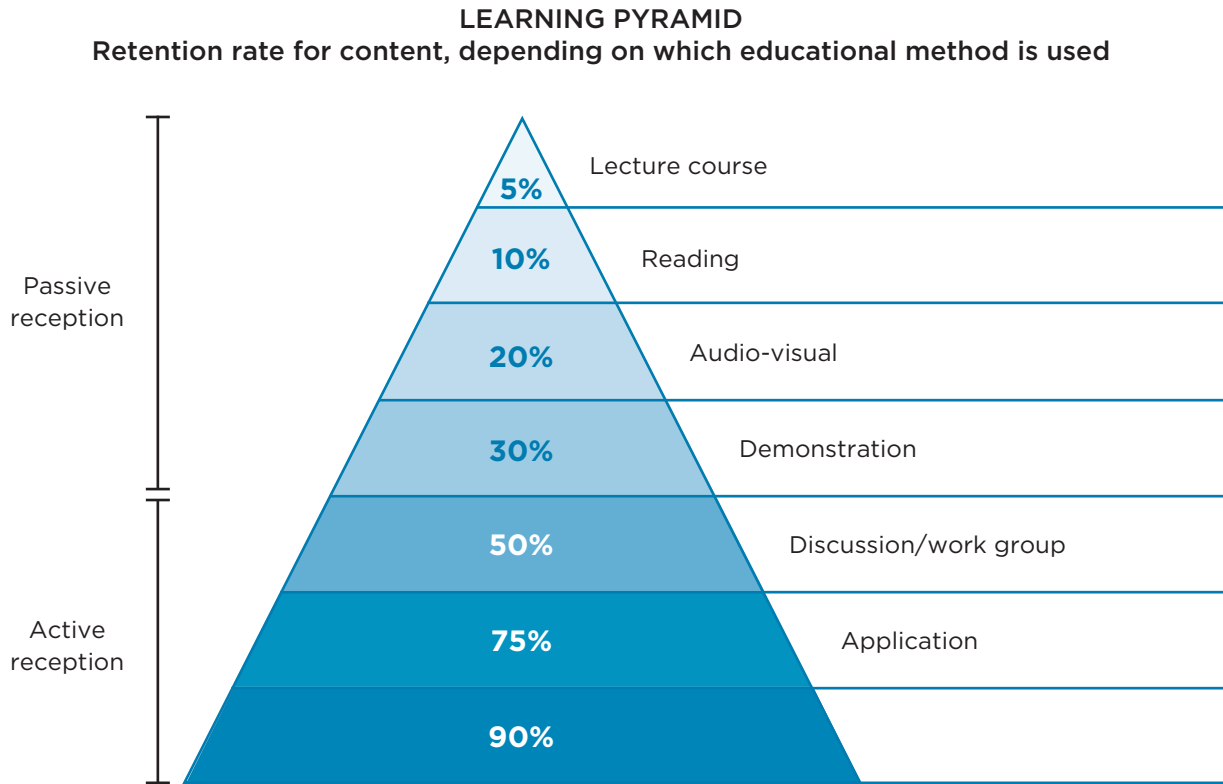 LEARNING PYRAMID
Retention rate for content, depending on which educational method is used
Passive
reception
5%
Lecture course
10%
Reading
20%
Audio-visual
30%
Demonstration
Active
reception
50%
Discussion/work group
75%
Application
90%